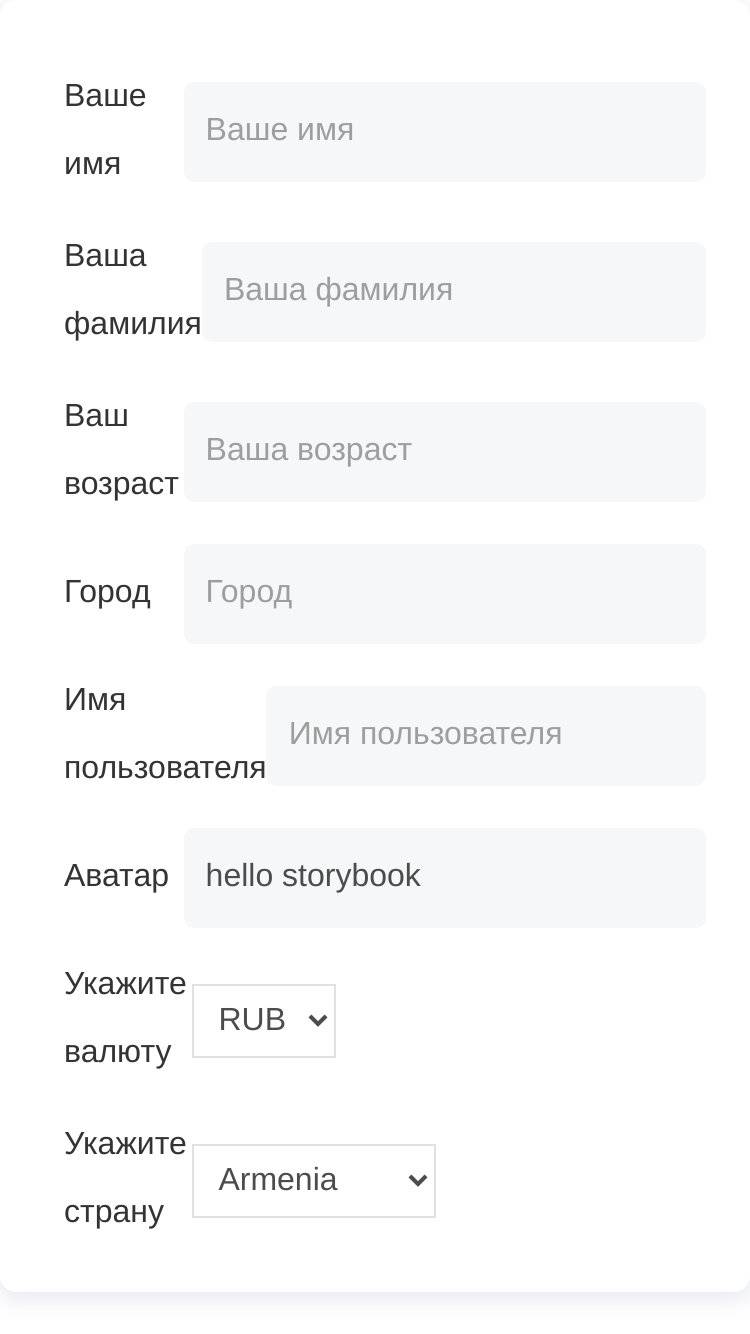 Ваше
имя
Ваше имя
Ваша
фамилия
Ваша фамилия
Ваш
возраст
Ваша возраст
Город
Город
Имя
пользователя
Имя пользователя
Аватар
hello storybook
Укажите
валюту
RUB
Укажите
страну
Armenia